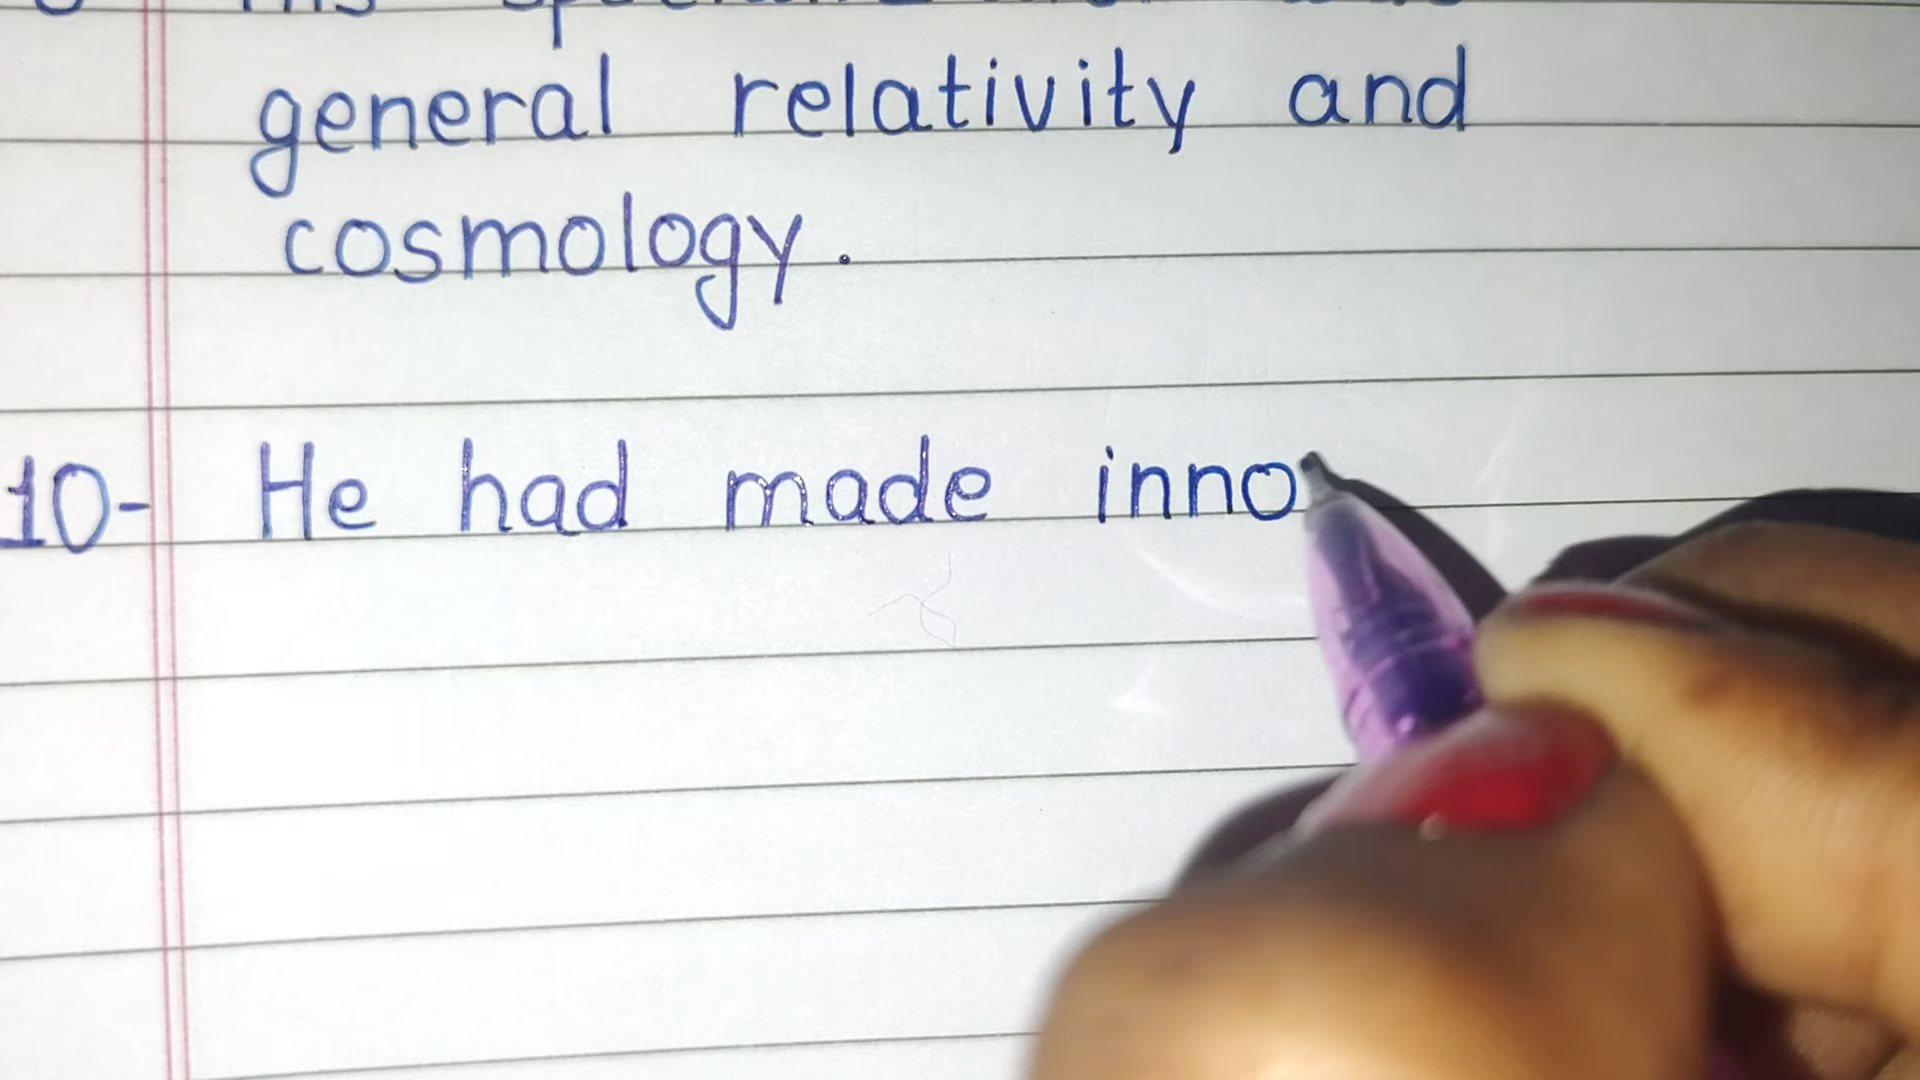 general relativity and
cosmology.
10- He had made inno